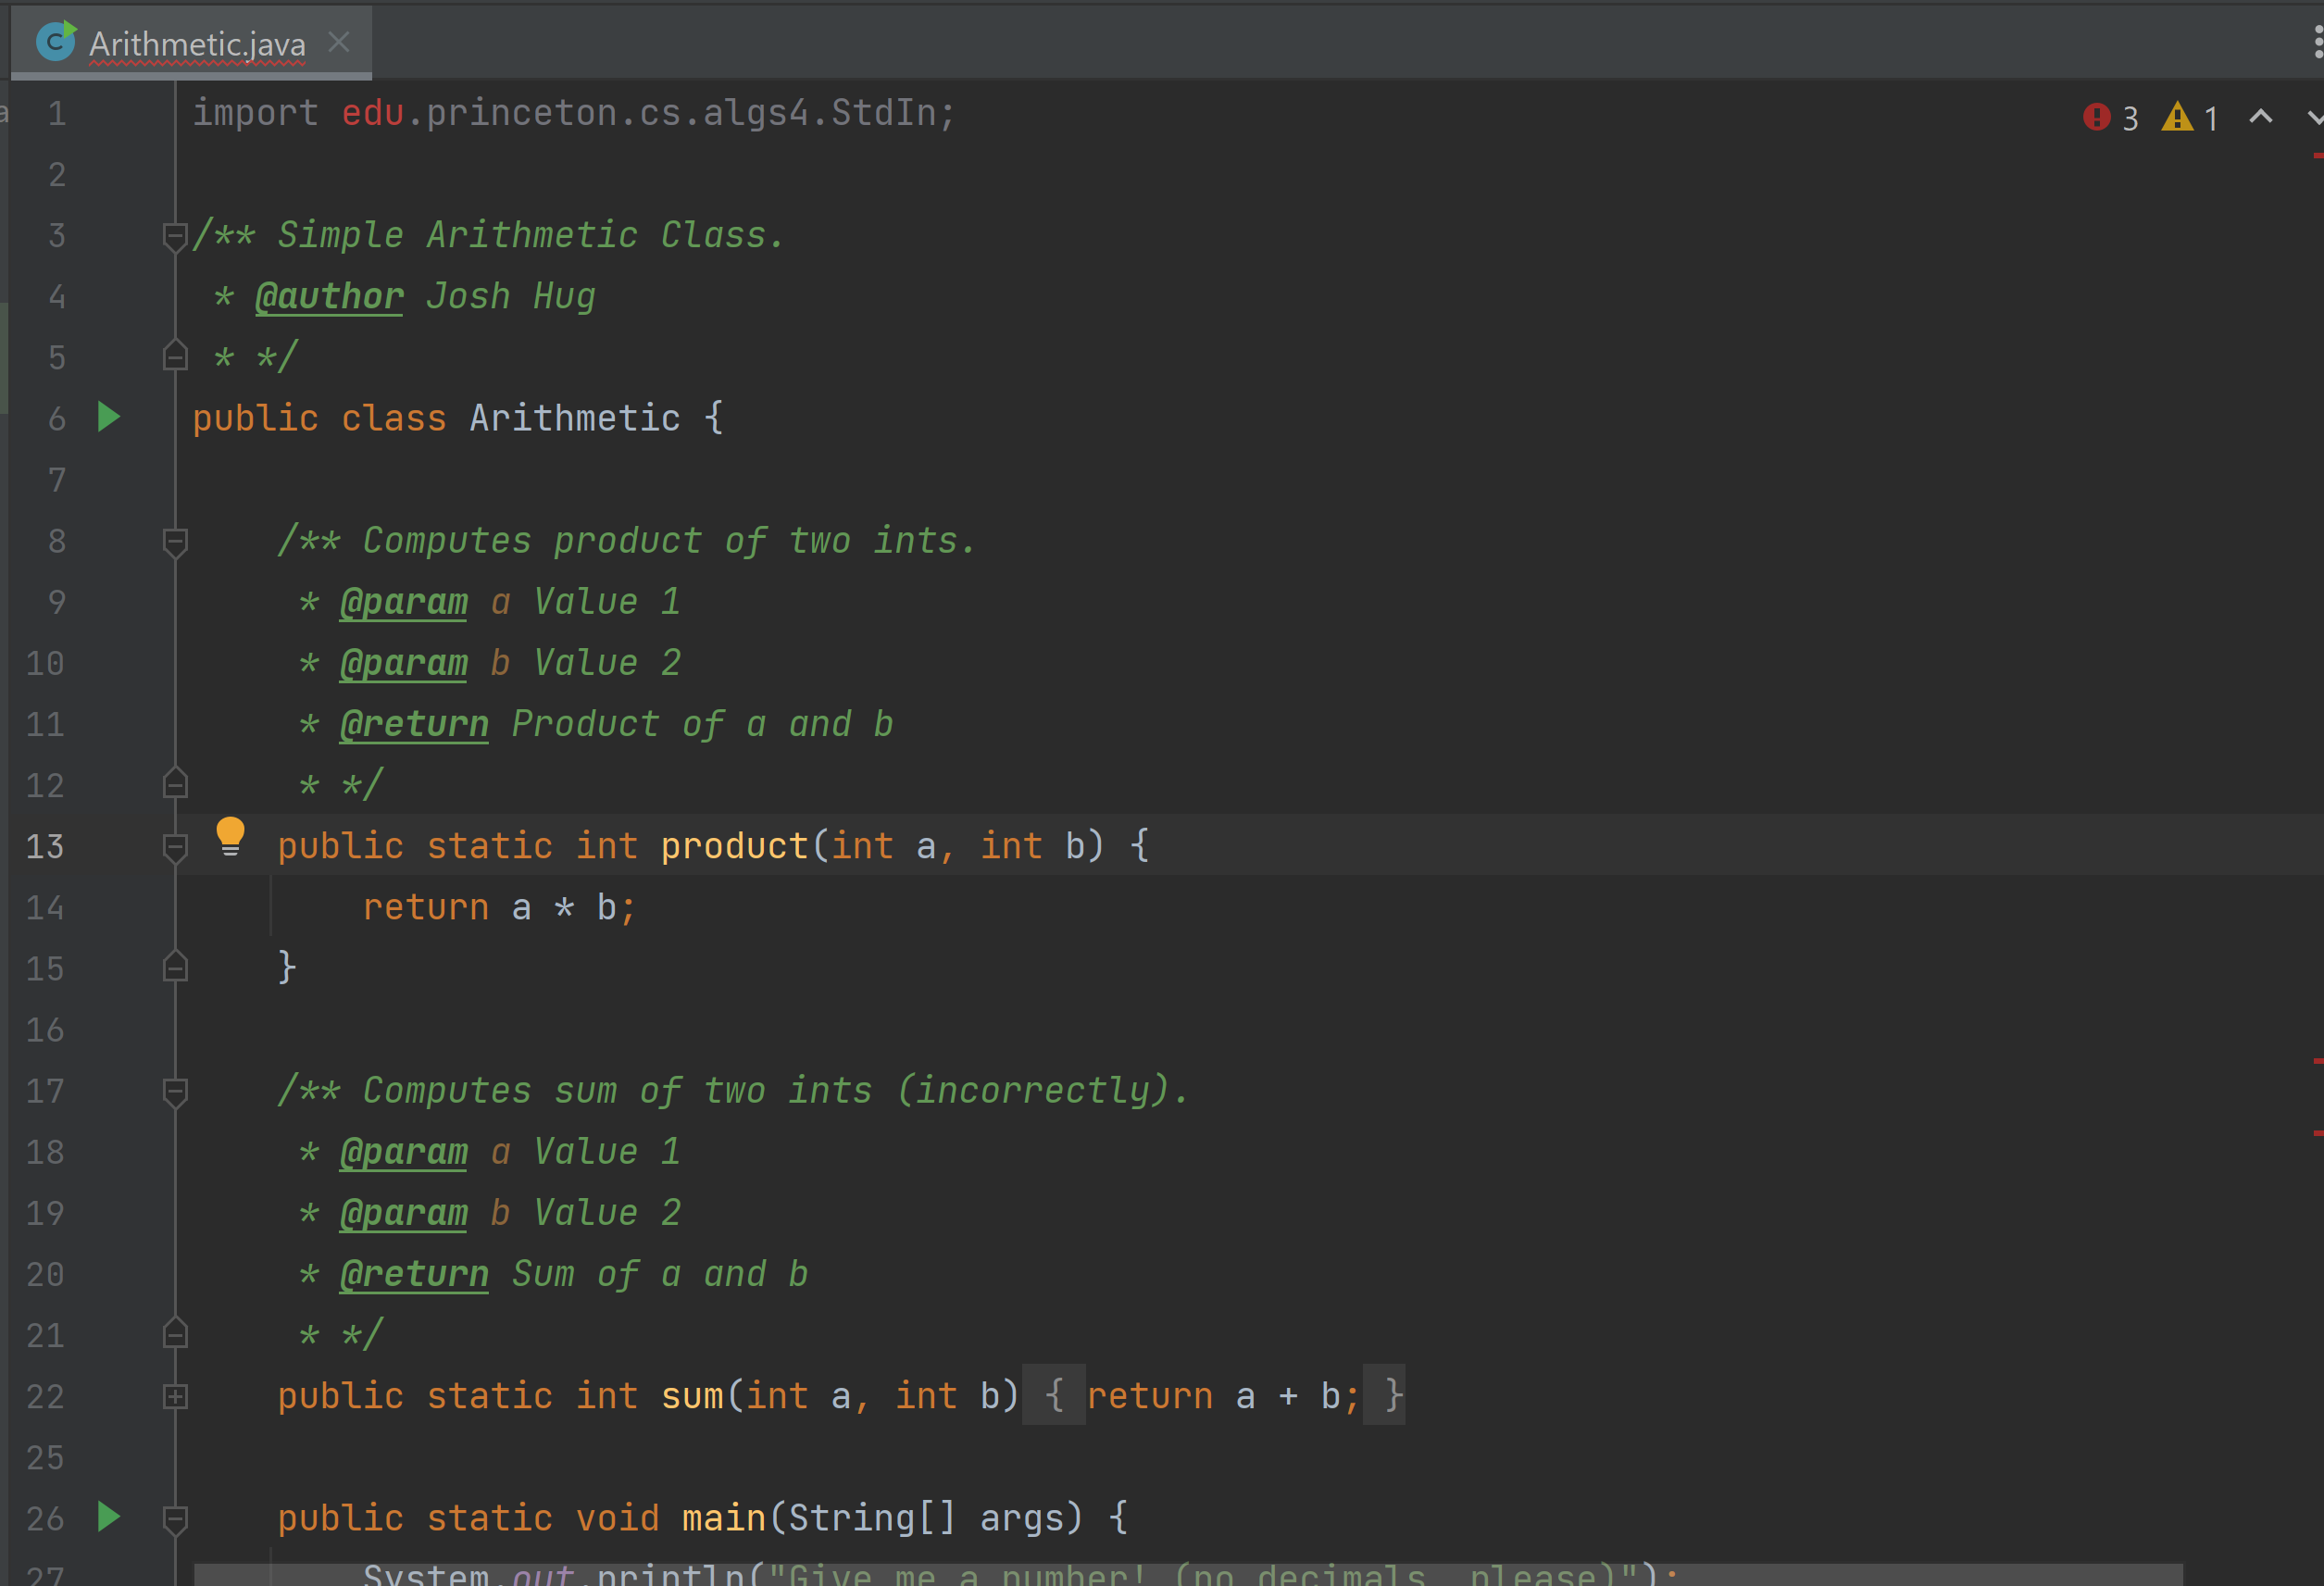 Arithmetic.java
3 1
1 import edu.princeton.cs.algs4.StdIn;
2
3 /** Simple Arithmetic Class.
4 * @author Josh Hug
5 * */
6 public class Arithmetic {
7
8 /** Computes product of two ints.
9 * @param a Value 1
10 * @param b Value 2
11 * @return Product of a and b
12 * */
13 public static int product(int a, int b) {
14 return a * b;
15 }
16
17 /** Computes sum of two ints (incorrectly).
18 * @param a Value 1
19 * @param b Value 2
20 * @return Sum of a and b
21 * */
22 public static int sum(int a, int b) { return a + b; }
25
26 public static void main(String[] args) {
27 System.out.println("Give me a number! (no decimals, please)");